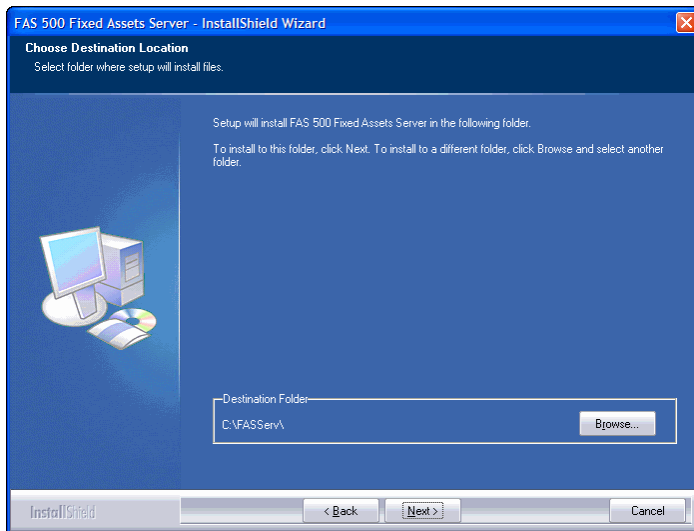 FAS 500 Fixed Assets Server - InstallShield Wizard
Choose Destination Location
Select folder where setup will install files.
Setup will install FAS 500 Fixed Assets Server in the following folder.
To install to this folder, click Next. To install to a different folder, click Browse and select another
folder.
Destination Folder
C:\FASServ\
Browse...
InstallShield
< Back
Next >
Cancel